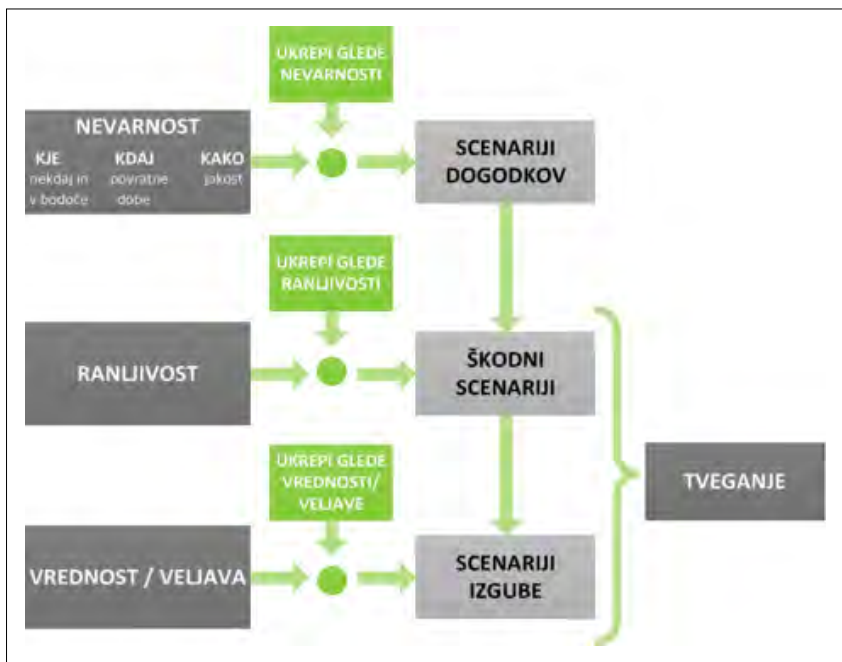 UKREPI GLEDE
NEVARNOSTI
NEVARNOST
KJE KDAJ KAKO
nekdaj in povratne jakost
v bodoče dobe
SCENARIJI
DOGODKOV
UKREPI GLEDE
RANLJIVOSTI
RANLJIVOST
ŠKODNI
SCENARIJI
UKREPI GLEDE
VREDNOSTI/
VELJAVE
TVEGANJE
VREDNOST / VELJAVA
SCENARIJI
IZGUBE